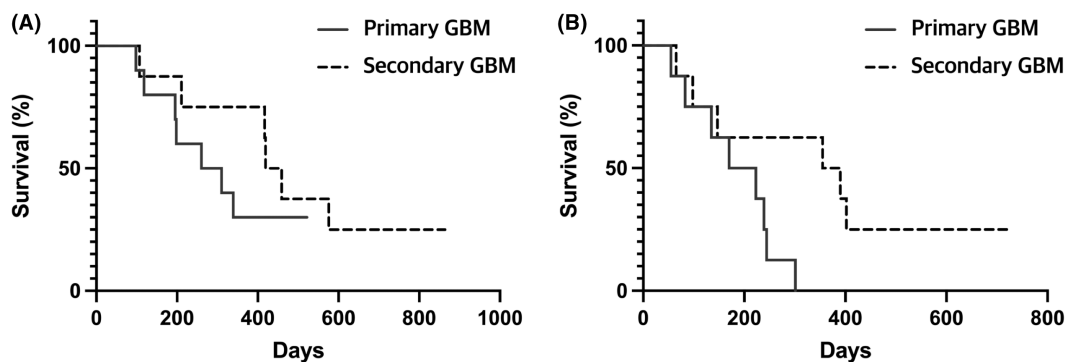 (A)
Primary GBM
Secondary GBM
100
50
0
Survival (%)
0 200 400 600 800 1000
Days
(B)
Primary GBM
Secondary GBM
100
50
0
Survival (%)
0 200 400 600 800
Days